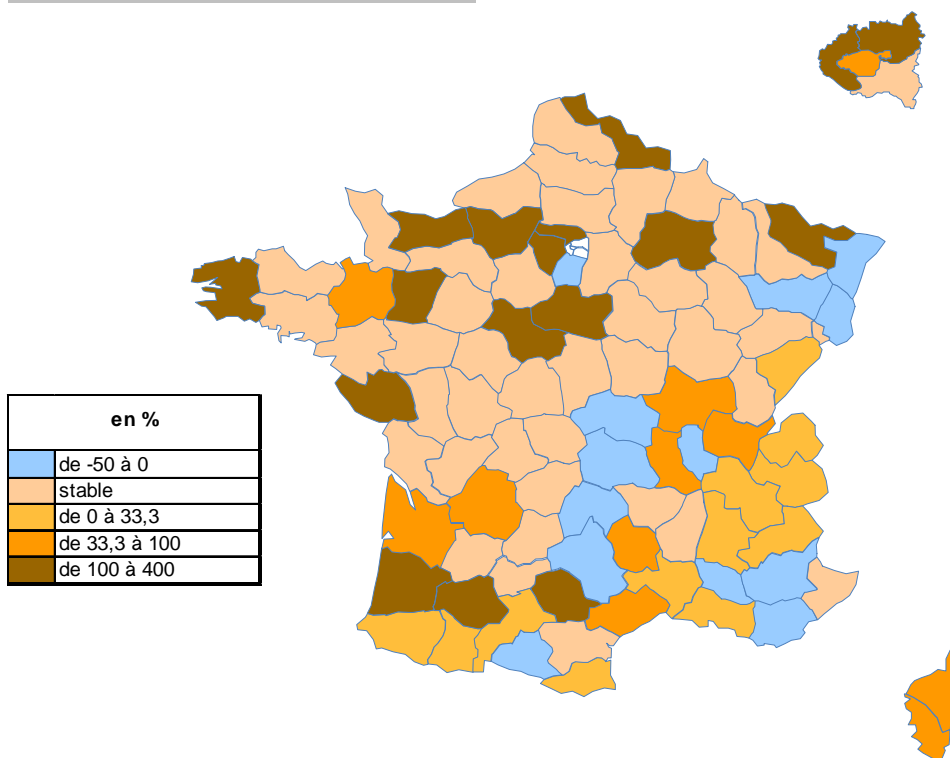 en %
de -50 à 0
stable
de 0 à 33,3
de 33,3 à 100
de 100 à 400